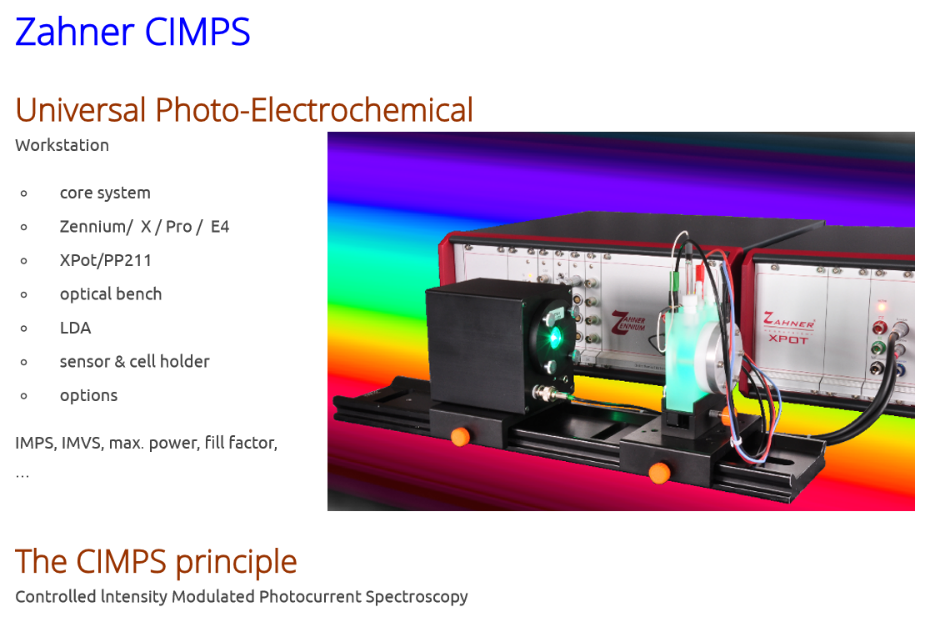 Zahner CIMPS
Universal Photo-Electrochemical
Workstation
core system
Zennium/ X / Pro / E4
XPot/PP211
optical bench
LDA
sensor & cell holder
options
IMPS, IMVS, max. power, fill factor,
...
ZAHNER
ZENNIUM
ZAHNER
XPOT
The CIMPS principle
Controlled lntensity Modulated Photocurrent Spectroscopy